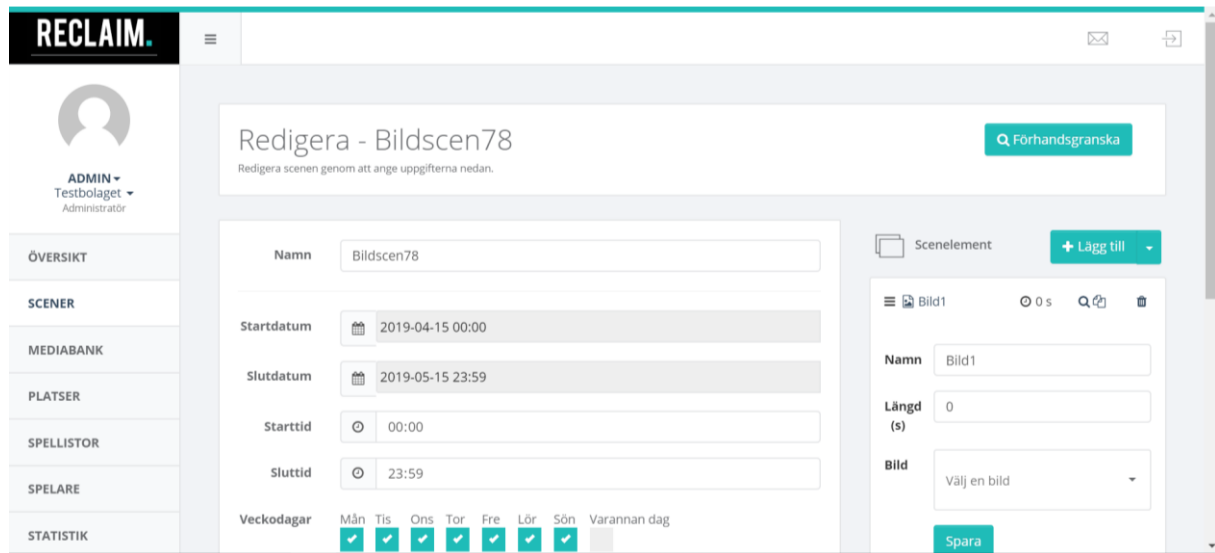 RECLAIM.
ADMIN
Testbolaget
Administratör
ÖVERSIKT
SCENER
MEDIABANK
PLATSER
SPELLISTOR
SPELARE
STATISTIK
Redigera - Bildscen78
Redigera scenen genom att ange uppgifterna nedan.
Förhandsgranska
Namn Bildscen78
Startdatum 2019-04-15 00:00
Slutdatum 2019-05-15 23:59
Starttid 00:00
Sluttid 23:59
Veckodagar Mån Tis Ons Tor Fre Lör Sön Varannan dag
Scenelement + Lägg till
Bild1 0 s
Namn Bild1
Längd (s) 0
Bild Välj en bild
Spara